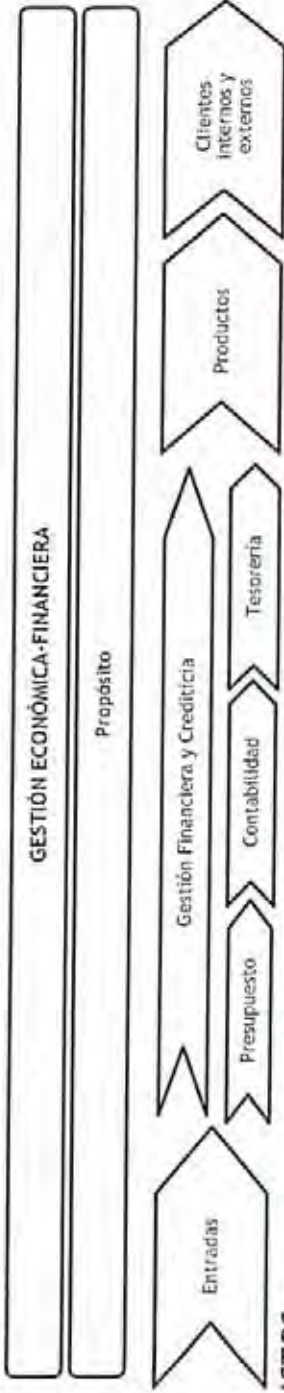 GESTIÓN ECONÓMICA-FINANCIERA
Propósito
Entradas
Gestión Financiera y Crediticia
Presupuesto
Contabilidad
Tesorería
Productos
Clientes
internos y
externos